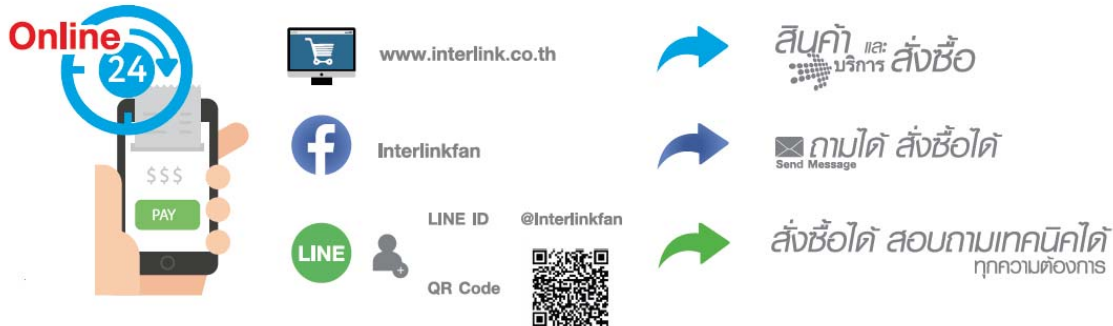 Online
24
$$$
PAY
www.interlink.co.th
สินค้า และ บริการ สั่งซื้อ
Interlinkfan
ถามได้ สั่งซื้อได้
Send Message
LINE
LINE ID @Interlinkfan
QR Code
สั่งซื้อได้ สอบถามเทคนิคได้
ทุกความต้องการ